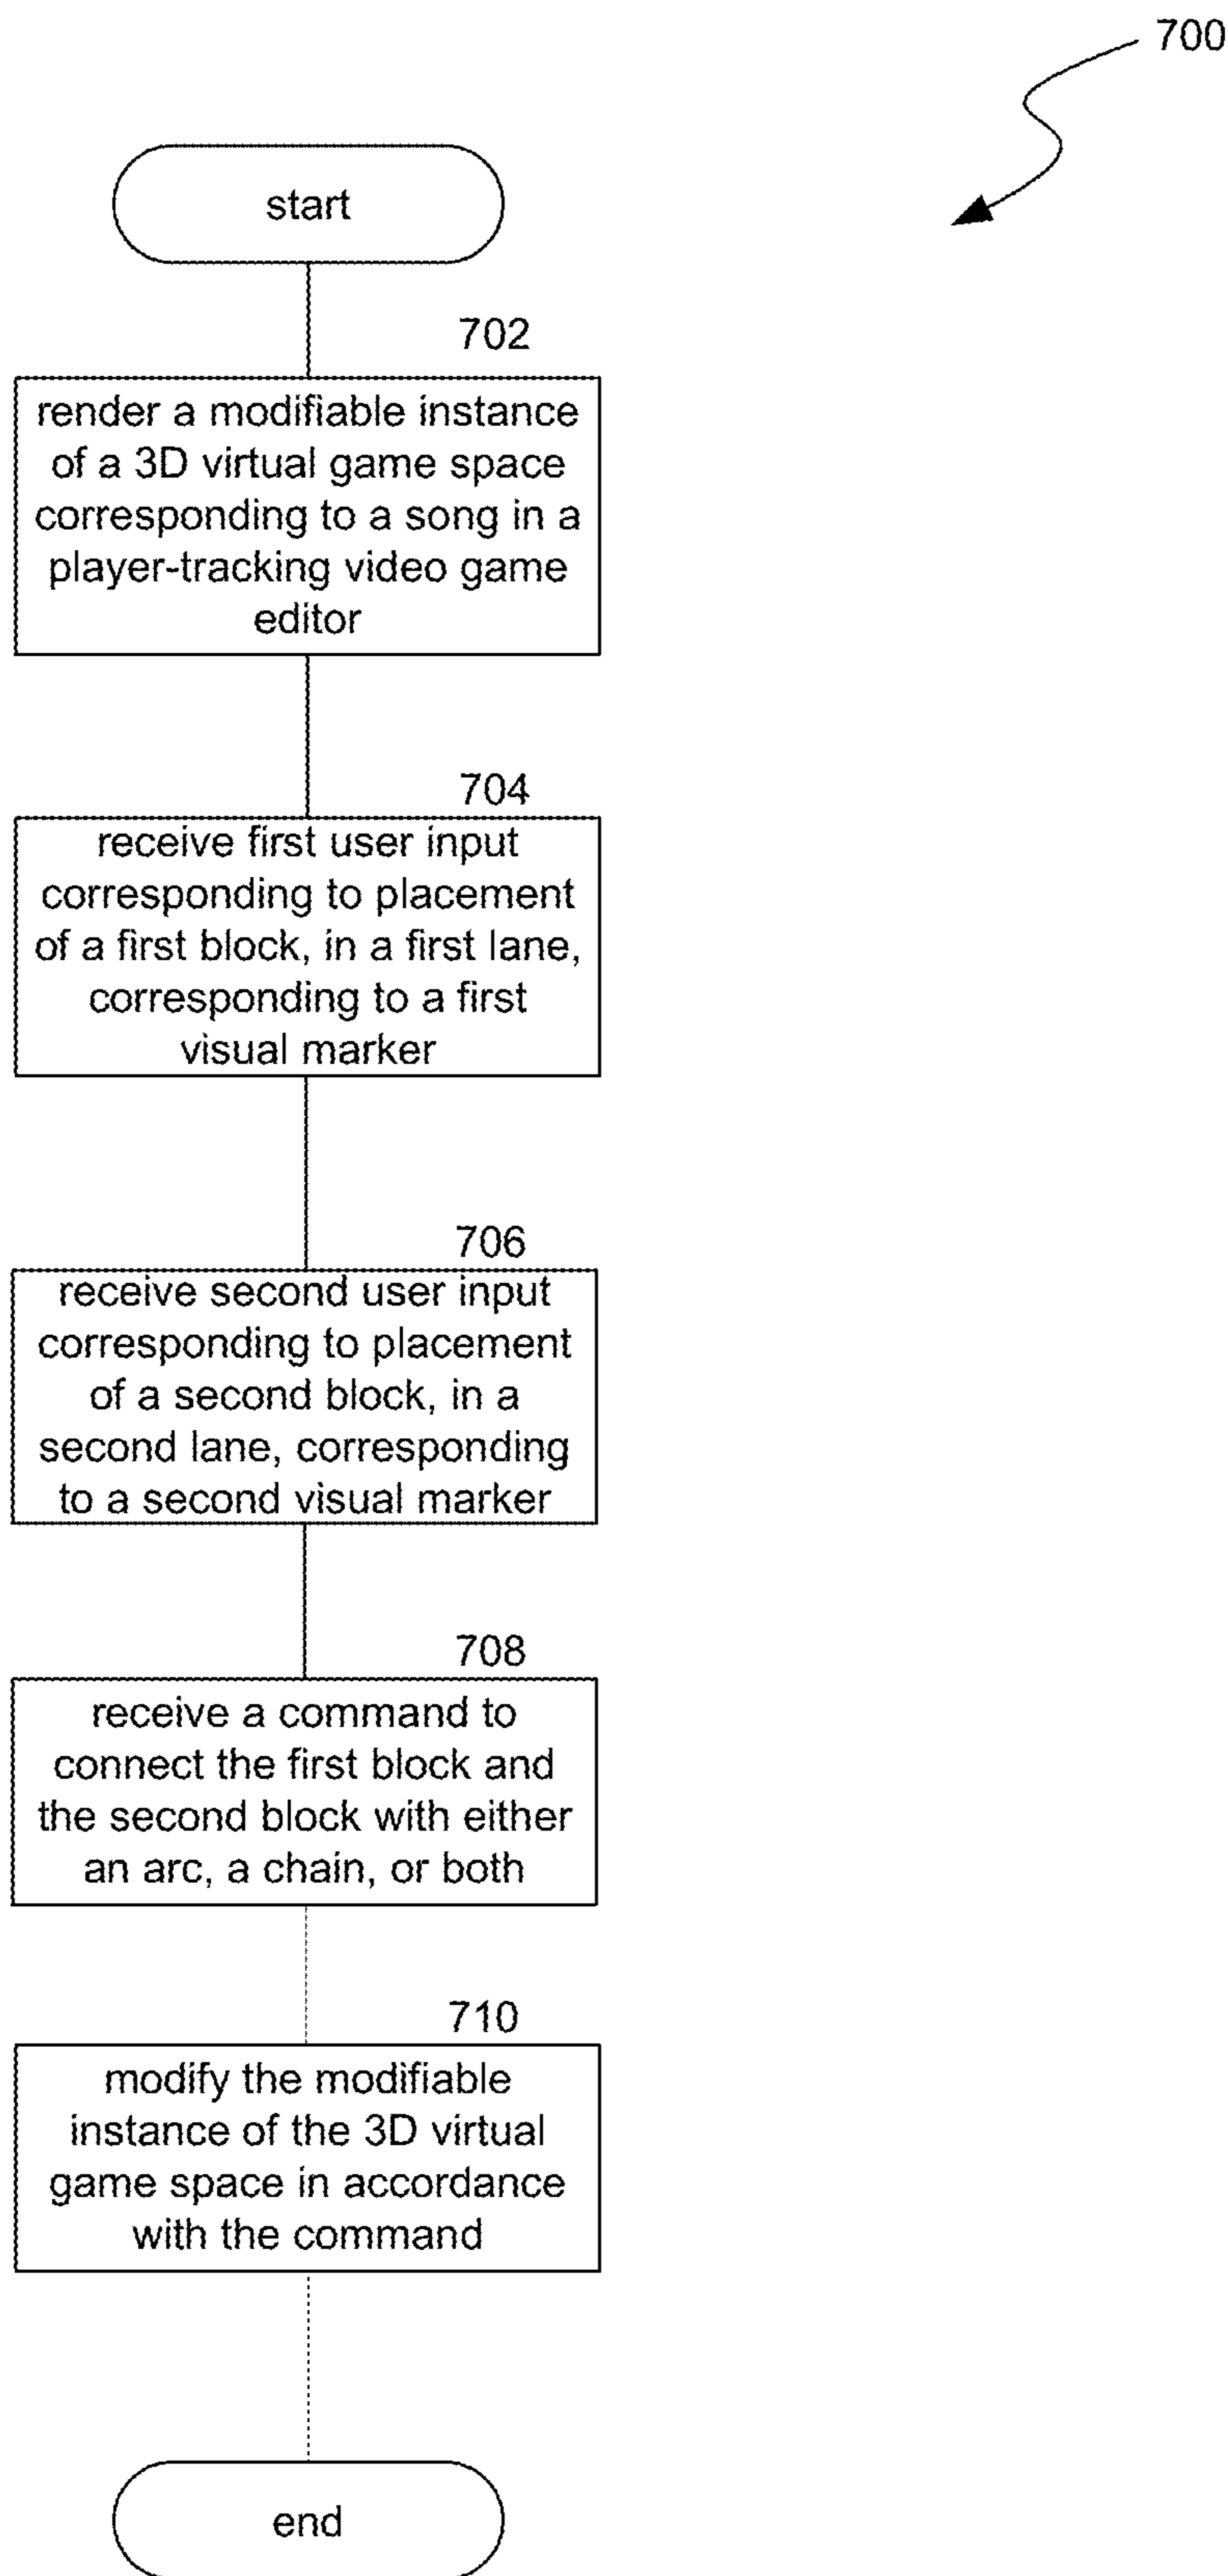 700
start
702
render a modifiable instance
of a 3D virtual game space
corresponding to a song in a
player-tracking video game
editor
704
receive first user input
corresponding to placement
of a first block, in a first lane,
corresponding to a first
visual marker
706
receive second user input
corresponding to placement
of a second block, in a
second lane, corresponding
to a second visual marker
708
receive a command to
connect the first block and
the second block with either
an arc, a chain, or both
710
modify the modifiable
instance of the 3D virtual
game space in accordance
with the command
end